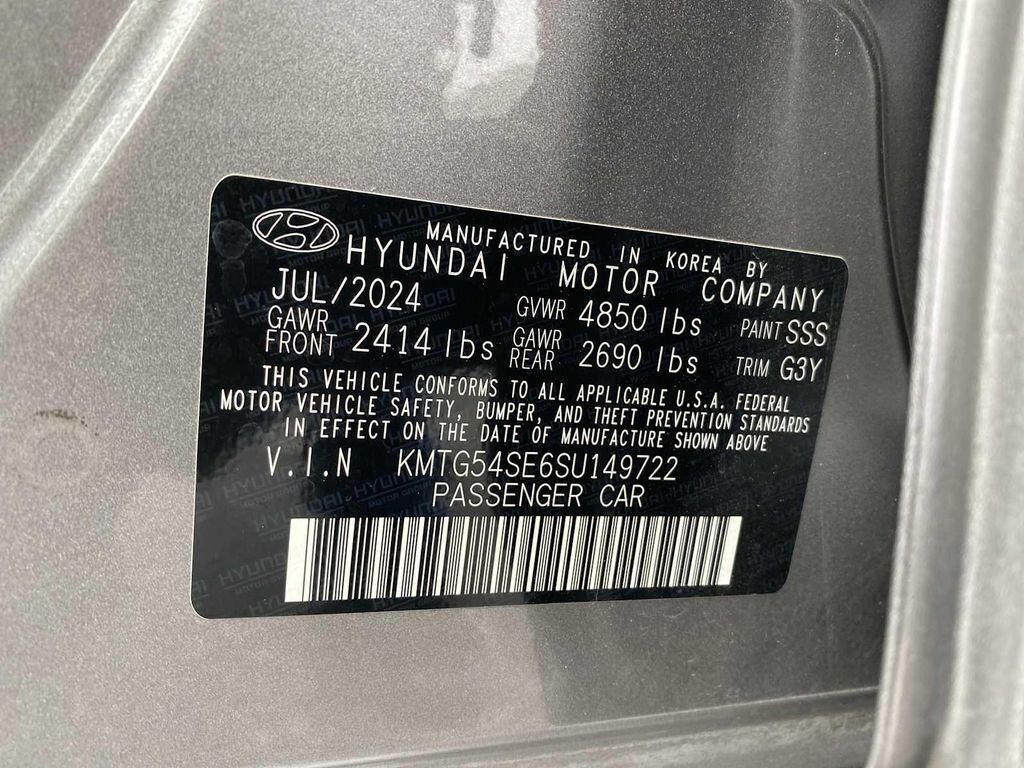 MANUFACTURED IN KOREA BY
HYUNDAI MOTOR COMPANY
JUL/2024 GVWR 4850 lbs PAINT SSS
GAWR FRONT 2414 lbs GAWR REAR 2690 lbs TRIM G3Y
THIS VEHICLE CONFORMS TO ALL APPLICABLE U.S.A. FEDERAL
MOTOR VEHICLE SAFETY, BUMPER, AND THEFT PREVENTION STANDARDS
IN EFFECT ON THE DATE OF MANUFACTURE SHOWN ABOVE
V.I.N KMTG54SE6SU149722
PASSENGER CAR